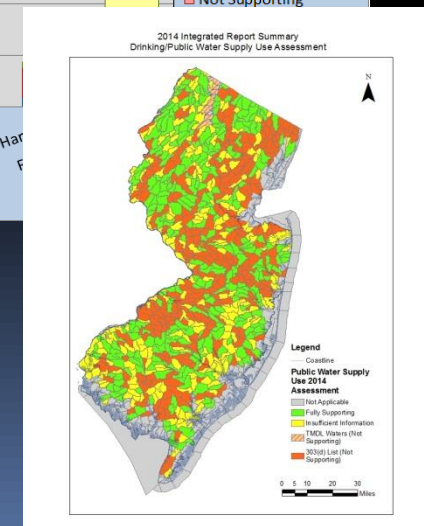 Not Supporting
Har
F
2014 Integrated Report Summary
Drinking/Public Water Supply Use Assessment
N
Legend
Coastline
Public Water Supply
Use 2014
Assessment
Not Applicable
Fully Supporting
Insufficient Information
TMDL Waters (Not
Supporting)
303(d) List (Not
Supporting)
0 5 10 20 30
Miles